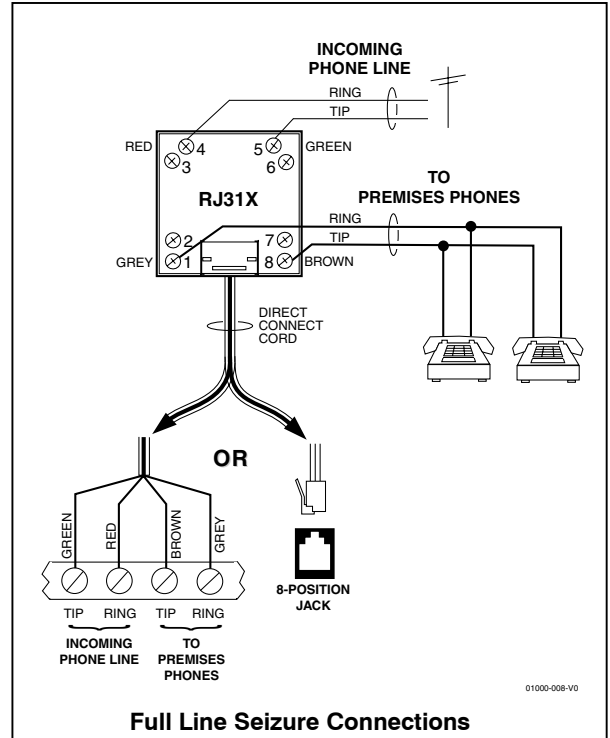 INCOMING
PHONE LINE
RING
TIP
RED
4
5
GREEN
3
6
RJ31X
TO
PREMISES PHONES
RING
TIP
2
7
GREY
1
8
BROWN
DIRECT
CONNECT
CORD
OR
GREEN
RED
BROWN
GREY
8-POSITION
JACK
TIP RING TIP RING
INCOMING
PHONE LINE
TO
PREMISES
PHONES
01000-008-V0
Full Line Seizure Connections